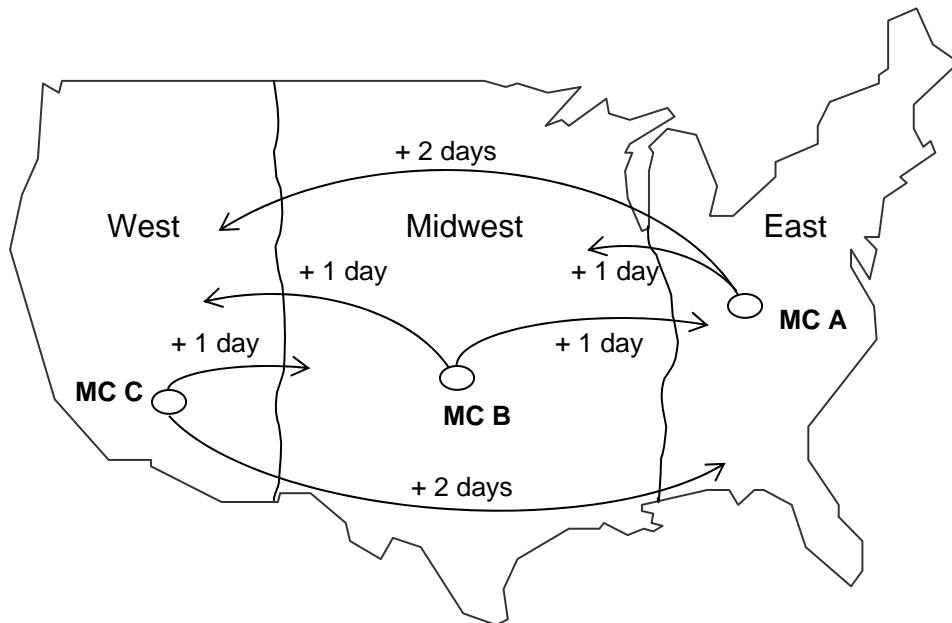 + 2 days
West
Midwest
East
+ 1 day
+ 1 day
MC A
+ 1 day
+ 1 day
MC C
MC B
+ 2 days